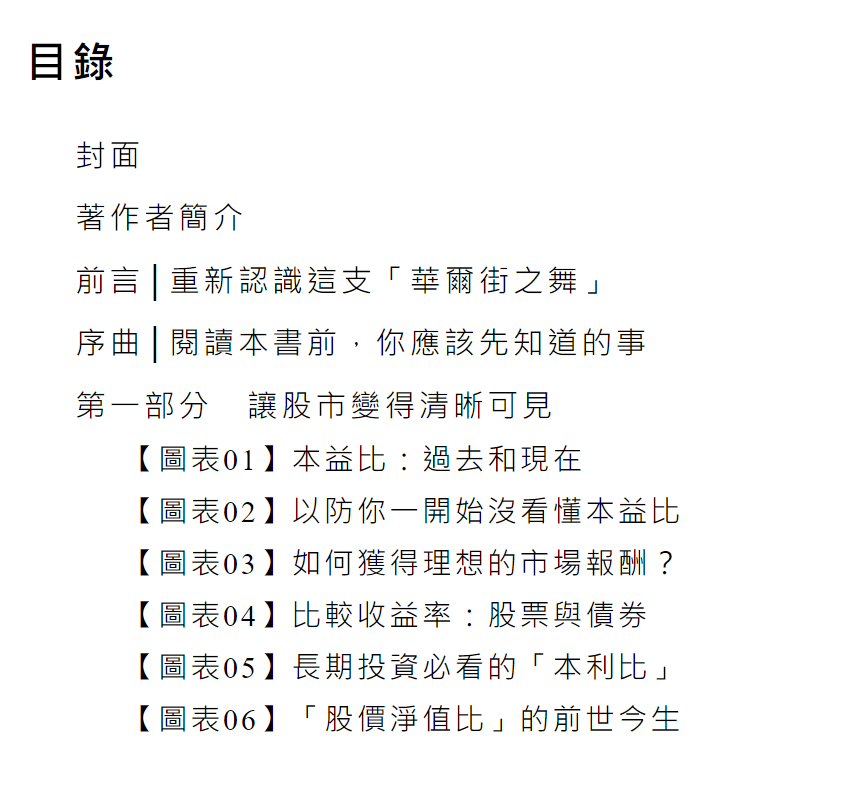 目錄
封面
著作者簡介
前言│重新認識這支「華爾街之舞」
序曲│閱讀本書前，你應該先知道的事
第一部分　讓股市變得清晰可見
【圖表01】本益比：過去和現在
【圖表02】以防你一開始沒看懂本益比
【圖表03】如何獲得理想的市場報酬？
【圖表04】比較收益率：股票與債券
【圖表05】長期投資必看的「本利比」
【圖表06】「股價淨值比」的前世今生